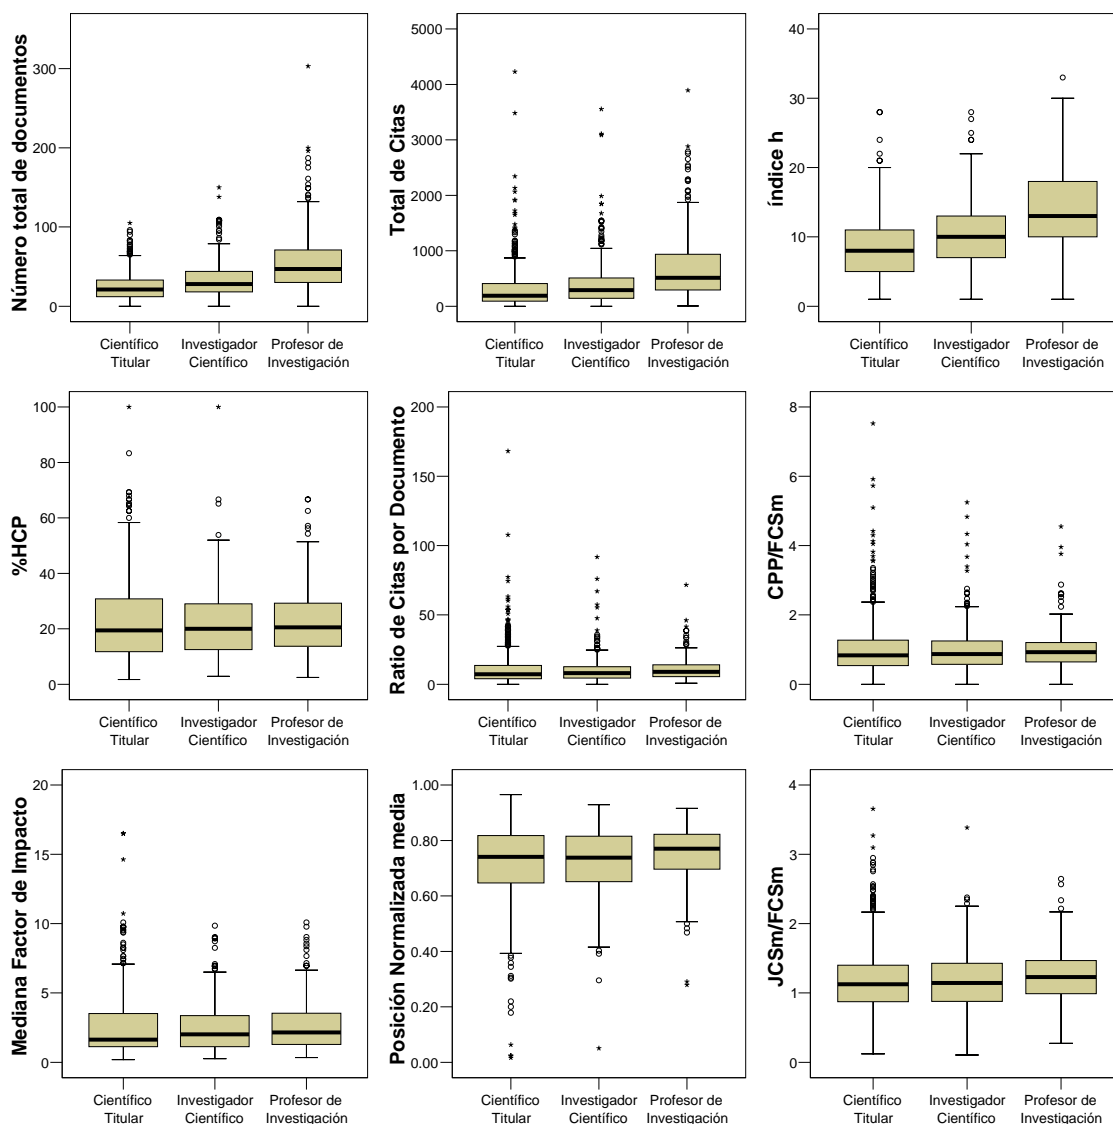 Número total de documentos
300
200
100
0
Científico
Titular
Investigador
Científico
Profesor de
Investigación
Total de Citas
5000
4000
3000
2000
1000
0
Científico
Titular
Investigador
Científico
Profesor de
Investigación
índice h
40
30
20
10
0
Científico
Titular
Investigador
Científico
Profesor de
Investigación
%HCP
100
80
60
40
20
0
Científico
Titular
Investigador
Científico
Profesor de
Investigación
Ratio de Citas por Documento
200
150
100
50
0
Científico
Titular
Investigador
Científico
Profesor de
Investigación
CPP/FCSm
8
6
4
2
0
Científico
Titular
Investigador
Científico
Profesor de
Investigación
Mediana Factor de Impacto
20
15
10
5
0
Científico
Titular
Investigador
Científico
Profesor de
Investigación
Posición Normalizada media
1.00
0.80
0.60
0.40
0.20
0.00
Científico
Titular
Investigador
Científico
Profesor de
Investigación
JCSm/FCSm
4
3
2
1
0
Científico
Titular
Investigador
Científico
Profesor de
Investigación